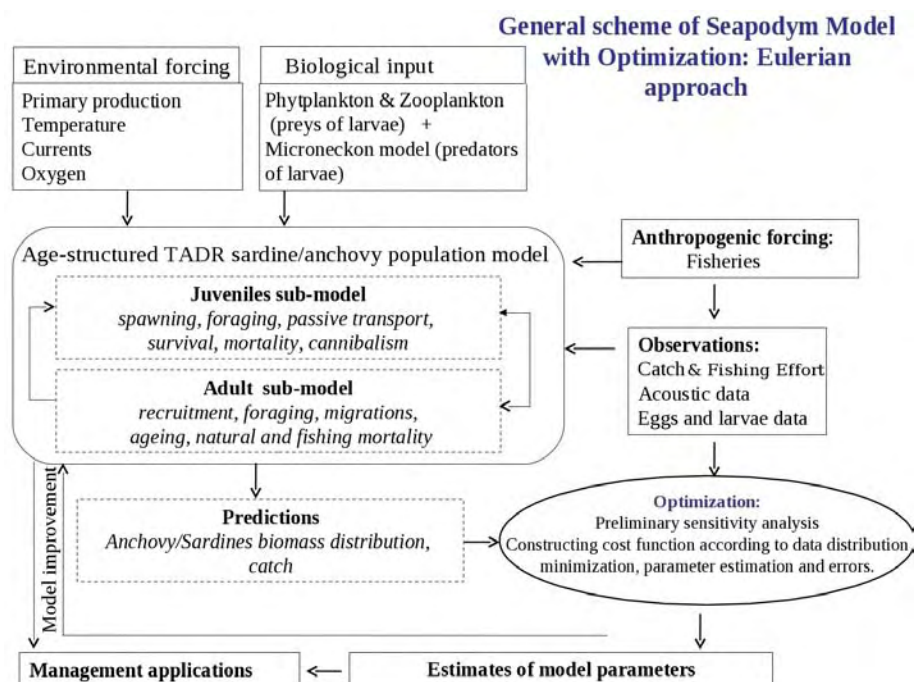 General scheme of Seapodym Model
with Optimization: Eulerian
approach
Environmental forcing
Primary production
Temperature
Currents
Oxygen
Biological input
Phytplankton & Zooplankton
(preys of larvae) +
Microneckon model (predators
of larvae)
Age-structured TADR sardine/anchovy population model
Juveniles sub-model
spawning, foraging, passive transport,
survival, mortality, cannibalism
Adult sub-model
recruitment, foraging, migrations,
ageing, natural and fishing mortality
Anthropogenic forcing:
Fisheries
Observations:
Catch & Fishing Effort
Acoustic data
Eggs and larvae data
Model improvement
Predictions
Anchovy/Sardines biomass distribution,
catch
Optimization:
Preliminary sensitivity analysis
Constructing cost function according to data distribution
minimization, parameter estimation and errors.
Management applications
Estimates of model parameters